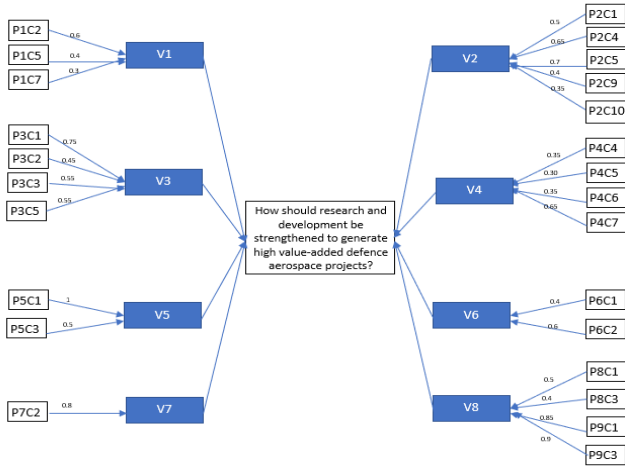 P1C2
0.6
P1C5
0.4
P1C7
0.3
V1
P2C1
0.5
P2C4
0.65
P2C5
0.7
P2C9
0.4
P2C10
0.35
V2
P3C1
0.75
P3C2
0.45
P3C3
0.55
P3C5
0.55
V3
P4C4
0.35
P4C5
0.30
P4C6
0.35
P4C7
0.65
V4
How should research and
development be
strengthened to generate
high value-added defence
aerospace projects?
P5C1
1
P5C3
0.5
V5
P6C1
0.4
P6C2
0.6
V6
P7C2
0.8
V7
P8C1
0.5
P8C3
0.4
P9C1
0.85
P9C3
0.9
V8